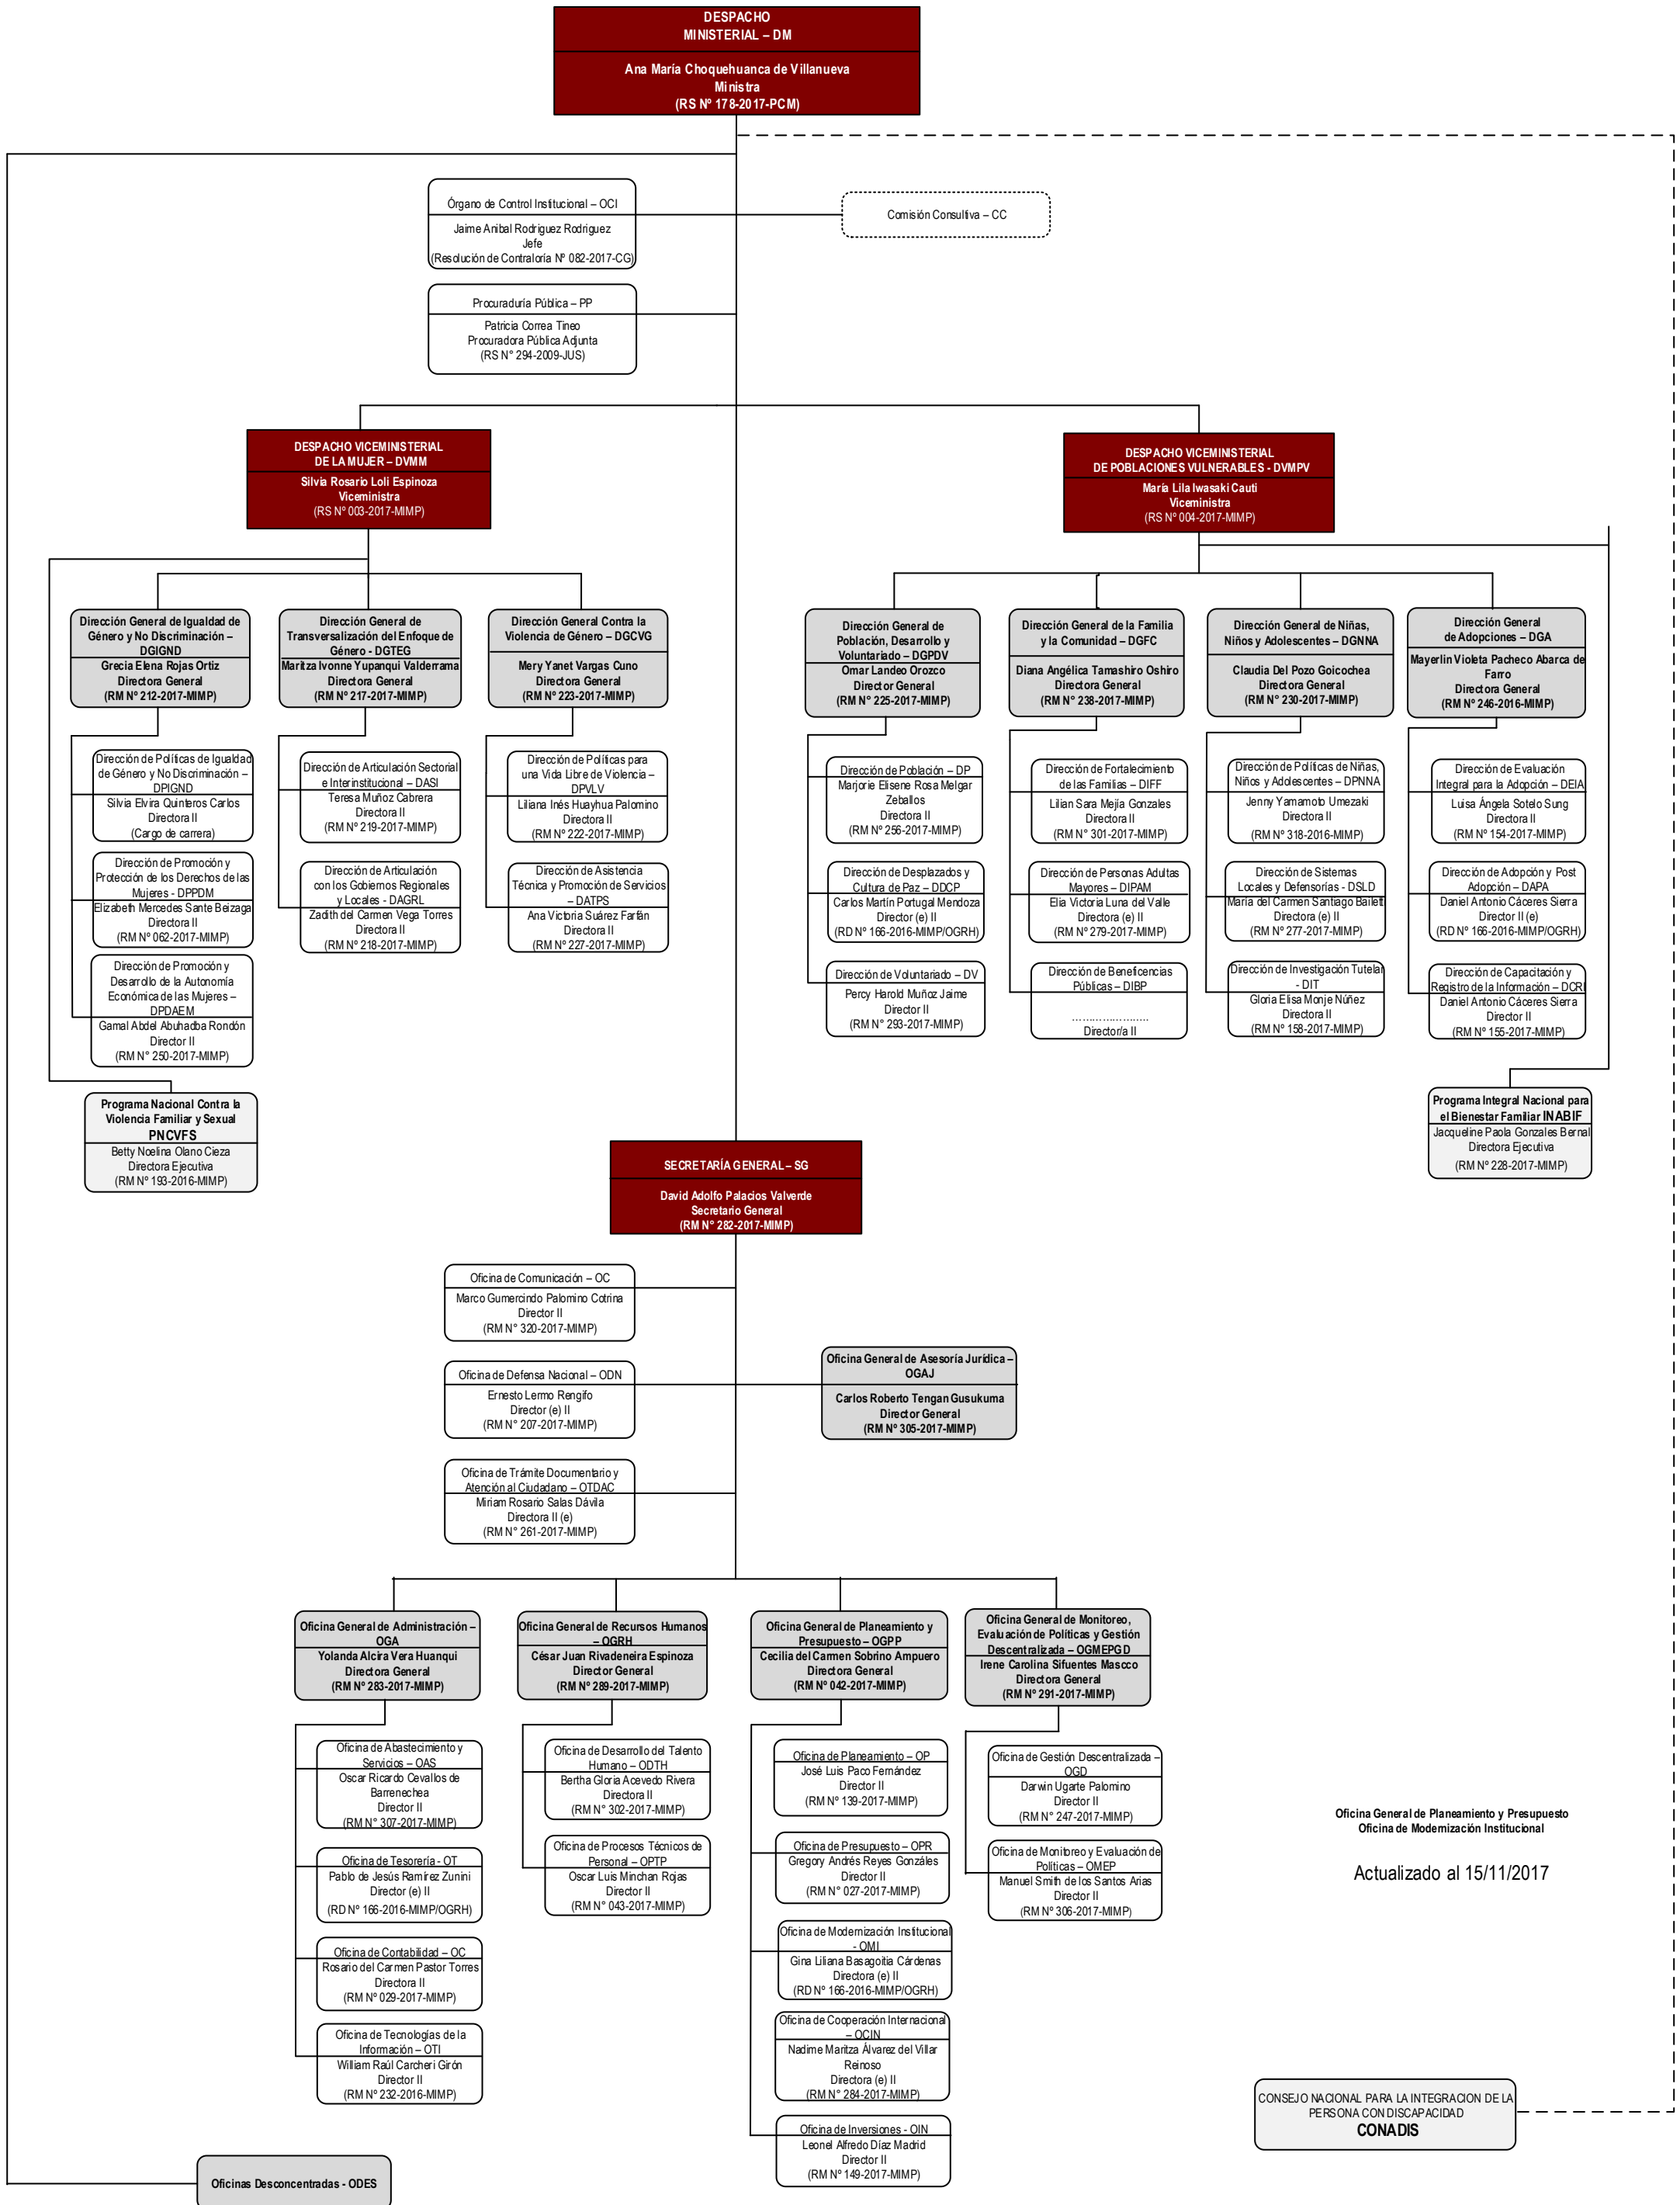 DESPACHO
MINISTERIAL – DM
Ana María Choquehuanca de Villanueva
Ministra
(RS Nº 178-2017-PCM)
Órgano de Control Institucional – OCI
Jaime Anibal Rodriguez Rodriguez
Jefe
(Resolución de Contraloría Nº 082-2017-CG)
Comisión Consultiva – CC
Procuraduría Pública – PP
Patricia Correa Tineo
Procuradora Pública Adjunta
(RS N° 294-2009-JUS)
DESPACHO VICEMINISTERIAL
DE LA MUJER – DVMM
Silvia Rosario Loli Espinoza
Viceministra
(RS Nº 003-2017-MIMP)
DESPACHO VICEMINISTERIAL
DE POBLACIONES VULNERABLES - DVMPV
María Lila Iwasaki Cauti
Viceministra
(RS Nº 004-2017-MIMP)
Dirección General de Igualdad de
Género y No Discriminación –
DGIGND
Grecia Elena Rojas Ortiz
Directora General
(RM Nº 212-2017-MIMP)
Dirección General de
Transversalización del Enfoque de
Género - DGTEG
Maritza Ivonne Yupanqui Valderrama
Directora General
(RM Nº 217-2017-MIMP)
Dirección General Contra la
Violencia de Género – DGCVG
Mery Yanet Vargas Cuno
Directora General
(RM Nº 223-2017-MIMP)
Dirección General de
Población, Desarrollo y
Voluntariado – DGPDV
Omar Landeo Orozco
Director General
(RM N° 225-2017-MIMP)
Dirección General de la Familia
y la Comunidad – DGFC
Diana Angélica Tamashiro Oshiro
Directora General
(RM N° 238-2017-MIMP)
Dirección General de Niñas,
Niños y Adolescentes – DGNNA
Claudia Del Pozo Goicochea
Directora General
(RM N° 230-2017-MIMP)
Dirección General
de Adopciones – DGA
Mayerlin Violeta Pacheco Abarca de
Farro
Directora General
(RM Nº 246-2016-MIMP)
Dirección de Políticas de Igualdad
de Género y No Discriminación –
DPIGND
Silvia Elvira Quinteros Carlos
Directora II
(Cargo de carrera)
Dirección de Promoción y
Protección de los Derechos de las
Mujeres - DPPDM
Elizabeth Mercedes Sante Beizaga
Directora II
(RM Nº 062-2017-MIMP)
Dirección de Promoción y
Desarrollo de la Autonomía
Económica de las Mujeres –
DPDAEM
Gamal Abdel Abuhadba Rondón
Director II
(RM N° 250-2017-MIMP)
Dirección de Articulación Sectorial
e Interinstitucional – DASI
Teresa Muñoz Cabrera
Directora II
(RM Nº 219-2017-MIMP)
Dirección de Articulación
con los Gobiernos Regionales
y Locales - DAGRL
Zadith del Carmen Vega Torres
Directora II
(RM Nº 218-2017-MIMP)
Dirección de Políticas para
una Vida Libre de Violencia –
DPVLV
Liliana Inés Huayhua Palomino
Directora II
(RM Nº 222-2017-MIMP)
Dirección de Asistencia
Técnica y Promoción de Servicios
– DATPS
Ana Victoria Suárez Farfán
Directora II
(RM Nº 227-2017-MIMP)
Dirección de Población – DP
Marjorie Elisene Rosa Melgar
Zeballos
Directora II
(RM N° 256-2017-MIMP)
Dirección de Desplazados y
Cultura de Paz – DDCP
Carlos Martín Portugal Mendoza
Director (e) II
(RD Nº 166-2016-MIMP/OGRH)
Dirección de Voluntariado – DV
Percy Harold Muñoz Jaime
Director II
(RM N° 293-2017-MIMP)
Dirección de Fortalecimiento
de las Familias – DIFF
Lilian Sara Mejía Gonzales
Directora II
(RM N° 301-2017-MIMP)
Dirección de Personas Adultas
Mayores – DIPAM
Elia Victoria Luna del Valle
Directora (e) II
(RM N° 279-2017-MIMP)
Dirección de Beneficencias
Públicas – DIBP
…………………
Director/a II
Dirección de Políticas de Niñas,
Niños y Adolescentes – DPNNA
Jenny Yamamoto Umezaki
Directora II
(RM Nº 318-2016-MIMP)
Dirección de Sistemas
Locales y Defensorías - DSLD
María del Carmen Santiago Bailetti
Directora (e) II
(RM N° 277-2017-MIMP)
Dirección de Investigación Tutelar
- DIT
Gloria Elisa Monje Núñez
Directora II
(RM Nº 158-2017-MIMP)
Dirección de Evaluación
Integral para la Adopción – DEIA
Luisa Ángela Sotelo Sung
Directora II
(RM Nº 154-2017-MIMP)
Dirección de Adopción y Post
Adopción – DAPA
Daniel Antonio Cáceres Sierra
Director II (e)
(RD Nº 166-2016-MIMP/OGRH)
Dirección de Capacitación y
Registro de la Información – DCRI
Daniel Antonio Cáceres Sierra
Director II
(RM Nº 155-2017-MIMP)
Programa Nacional Contra la
Violencia Familiar y Sexual
PNCVFS
Betty Noelina Olano Cieza
Directora Ejecutiva
(RM Nº 193-2016-MIMP)
Programa Integral Nacional para
el Bienestar Familiar INABIF
Jacqueline Paola Gonzales Bernal
Directora Ejecutiva
(RM Nº 228-2017-MIMP)
SECRETARÍA GENERAL – SG
David Adolfo Palacios Valverde
Secretario General
(RM N° 282-2017-MIMP)
Oficina de Comunicación – OC
Marco Gumercindo Palomino Cotrina
Director II
(RM N° 320-2017-MIMP)
Oficina de Defensa Nacional – ODN
Ernesto Lermo Rengifo
Director (e) II
(RM N° 207-2017-MIMP)
Oficina General de Asesoría Jurídica –
OGAJ
Carlos Roberto Tengan Gusukuma
Director General
(RM Nº 305-2017-MIMP)
Oficina de Trámite Documentario y
Atención al Ciudadano – OTDAC
Miriam Rosario Salas Dávila
Directora II (e)
(RM N° 261-2017-MIMP)
Oficina General de Administración –
OGA
Yolanda Alcira Vera Huanqui
Directora General
(RM Nº 283-2017-MIMP)
Oficina General de Recursos Humanos
– OGRH
César Juan Rivadeneira Espinoza
Director General
(RM Nº 289-2017-MIMP)
Oficina General de Planeamiento y
Presupuesto – OGPP
Cecilia del Carmen Sobrino Ampuero
Directora General
(RM Nº 042-2017-MIMP)
Oficina General de Monitoreo,
Evaluación de Políticas y Gestión
Descentralizada – OGMEPGD
Irene Carolina Sifuentes Mascco
Directora General
(RM N° 291-2017-MIMP)
Oficina de Abastecimiento y
Servicios – OAS
Oscar Ricardo Cevallos de
Barrenechea
Director II
(RM N° 307-2017-MIMP)
Oficina de Tesorería - OT
Pablo de Jesús Ramírez Zunini
Director (e) II
(RD Nº 166-2016-MIMP/OGRH)
Oficina de Contabilidad – OC
Rosario del Carmen Pastor Torres
Directora II
(RM Nº 029-2017-MIMP)
Oficina de Tecnologías de la
Información – OTI
William Raúl Carcheri Girón
Director II
(RM N° 232-2016-MIMP)
Oficina de Desarrollo del Talento
Humano – ODTH
Bertha Gloria Acevedo Rivera
Directora II
(RM N° 302-2017-MIMP)
Oficina de Procesos Técnicos de
Personal – OPTP
Oscar Luis Minchan Rojas
Director II
(RM N° 043-2017-MIMP)
Oficina de Planeamiento – OP
José Luis Paco Fernández
Director II
(RM Nº 139-2017-MIMP)
Oficina de Presupuesto – OPR
Gregory Andrés Reyes Gonzáles
Director II
(RM N° 027-2017-MIMP)
Oficina de Modernización Institucional
- OMI
Gina Liliana Basagoitia Cárdenas
Directora (e) II
(RD Nº 166-2016-MIMP/OGRH)
Oficina de Cooperación Internacional
– OCIN
Nadime Maritza Álvarez del Villar
Reinoso
Directora (e) II
(RM N° 284-2017-MIMP)
Oficina de Inversiones - OIN
Leonel Alfredo Díaz Madrid
Director II
(RM Nº 149-2017-MIMP)
Oficina de Gestión Descentralizada –
OGD
Darwin Ugarte Palomino
Director II
(RM N° 247-2017-MIMP)
Oficina de Monitoreo y Evaluación de
Políticas – OMEP
Manuel Smith de los Santos Arias
Director II
(RM N° 306-2017-MIMP)
Oficina General de Planeamiento y Presupuesto
Oficina de Modernización Institucional
Actualizado al 15/11/2017
CONSEJO NACIONAL PARA LA INTEGRACION DE LA
PERSONA CON DISCAPACIDAD
CONADIS
Oficinas Desconcentradas - ODES